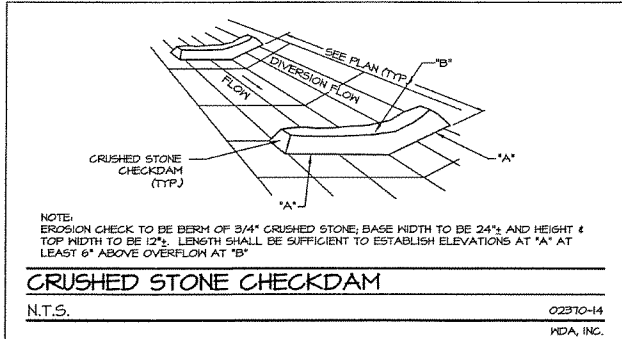 SEE PLAN (TYP.)
"B"
DIVERSION FLOW
FLOW
CRUSHED STONE
CHECKDAM
(TYP.)
"A"
"A"
NOTE:
EROSION CHECK TO BE BERM OF 3/4" CRUSHED STONE; BASE WIDTH TO BE 24"± AND HEIGHT &
TOP WIDTH TO BE 12"±. LENGTH SHALL BE SUFFICIENT TO ESTABLISH ELEVATIONS AT "A" AT
LEAST 6" ABOVE OVERFLOW AT "B"
CRUSHED STONE CHECKDAM
N.T.S.
02370-14
WDA, INC.